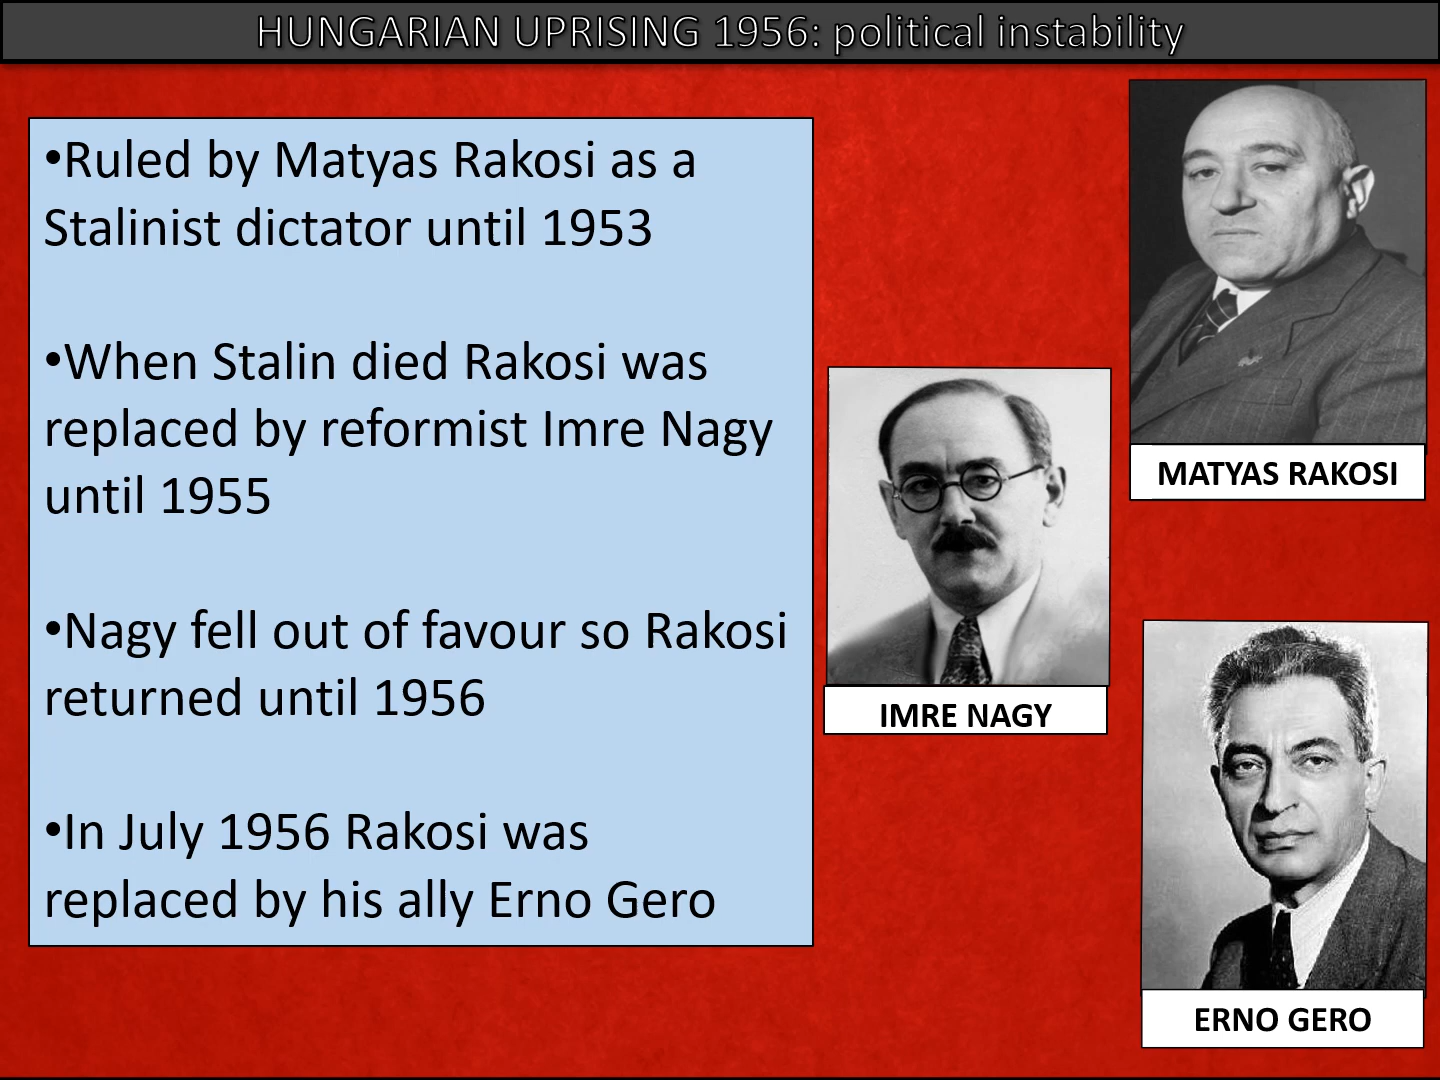 HUNGARIAN UPRISING 1956: political instability
•Ruled by Matyas Rakosi as a
Stalinist dictator until 1953
•When Stalin died Rakosi was
replaced by reformist Imre Nagy
until 1955
•Nagy fell out of favour so Rakosi
returned until 1956
•In July 1956 Rakosi was
replaced by his ally Erno Gero
MATYAS RAKOSI
IMRE NAGY
ERNO GERO